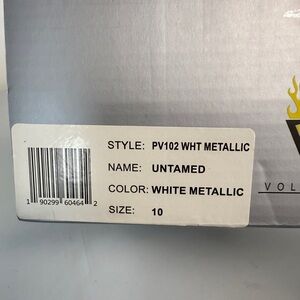 STYLE: PV102 WHT METALLIC
NAME: UNTAMED
COLOR: WHITE METALLIC
SIZE: 10
1 90299 60464 2
VOL